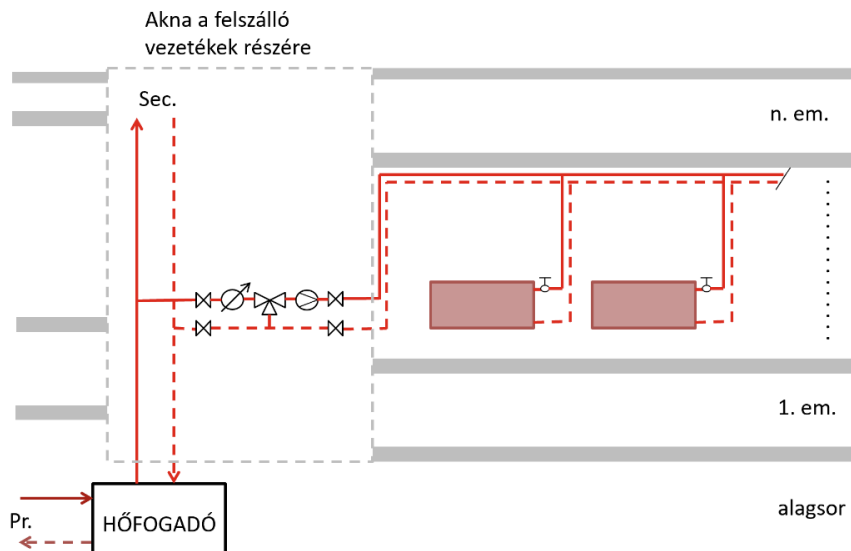 Akna a felszálló
vezetékek részére
Sec.
n. em.
1. em.
alagsor
Pr.
HŐFOGADÓ